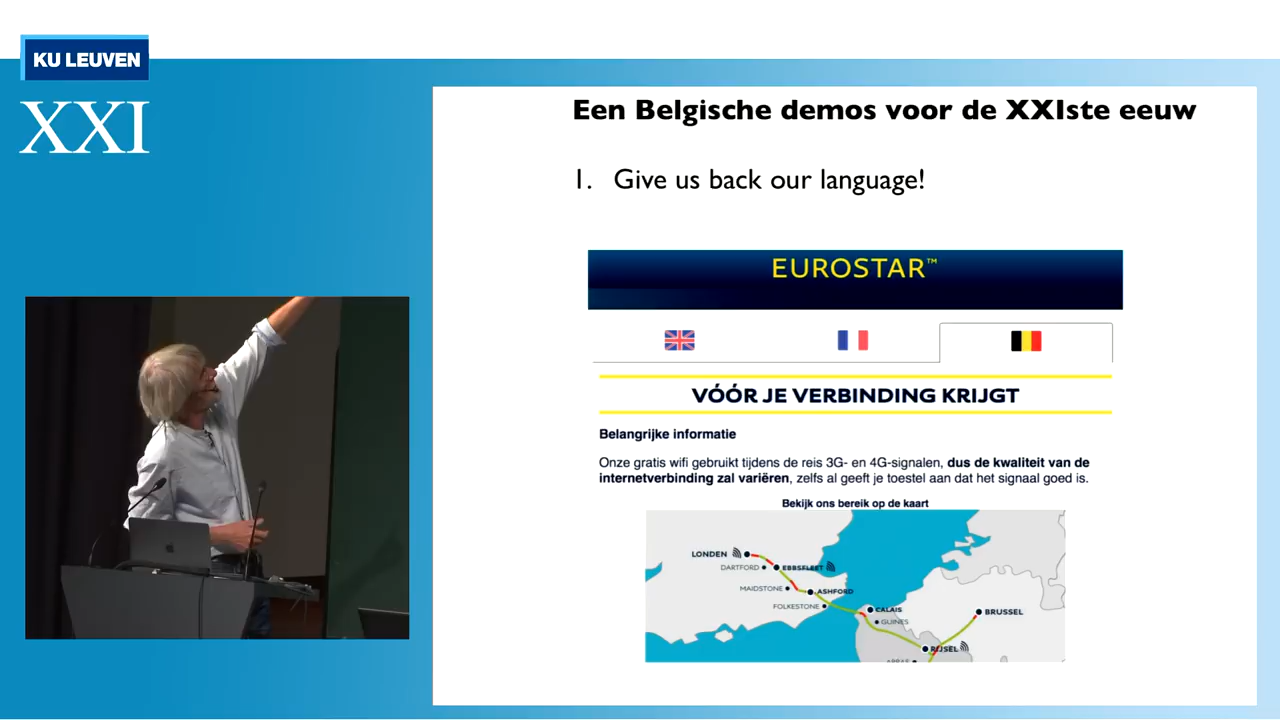 KU LEUVEN
XXI
Een Belgische demos voor de XXIste eeuw
1. Give us back our language!
EUROSTAR™
VÓÓR JE VERBINDING KRIJGT
Belangrijke informatie
Onze gratis wifi gebruikt tijdens de reis 3G- en 4G-signalen, dus de kwaliteit van de
internetverbinding zal variëren, zelfs al geeft je toestel aan dat het signaal goed is.
Bekijk ons bereik op de kaart
LONDEN
DARTFORD
EBBSFLEET
MAIDSTONE
ASHFORD
FOLKESTONE
CALAIS
GUINES
BRUSSEL
RIJSEL